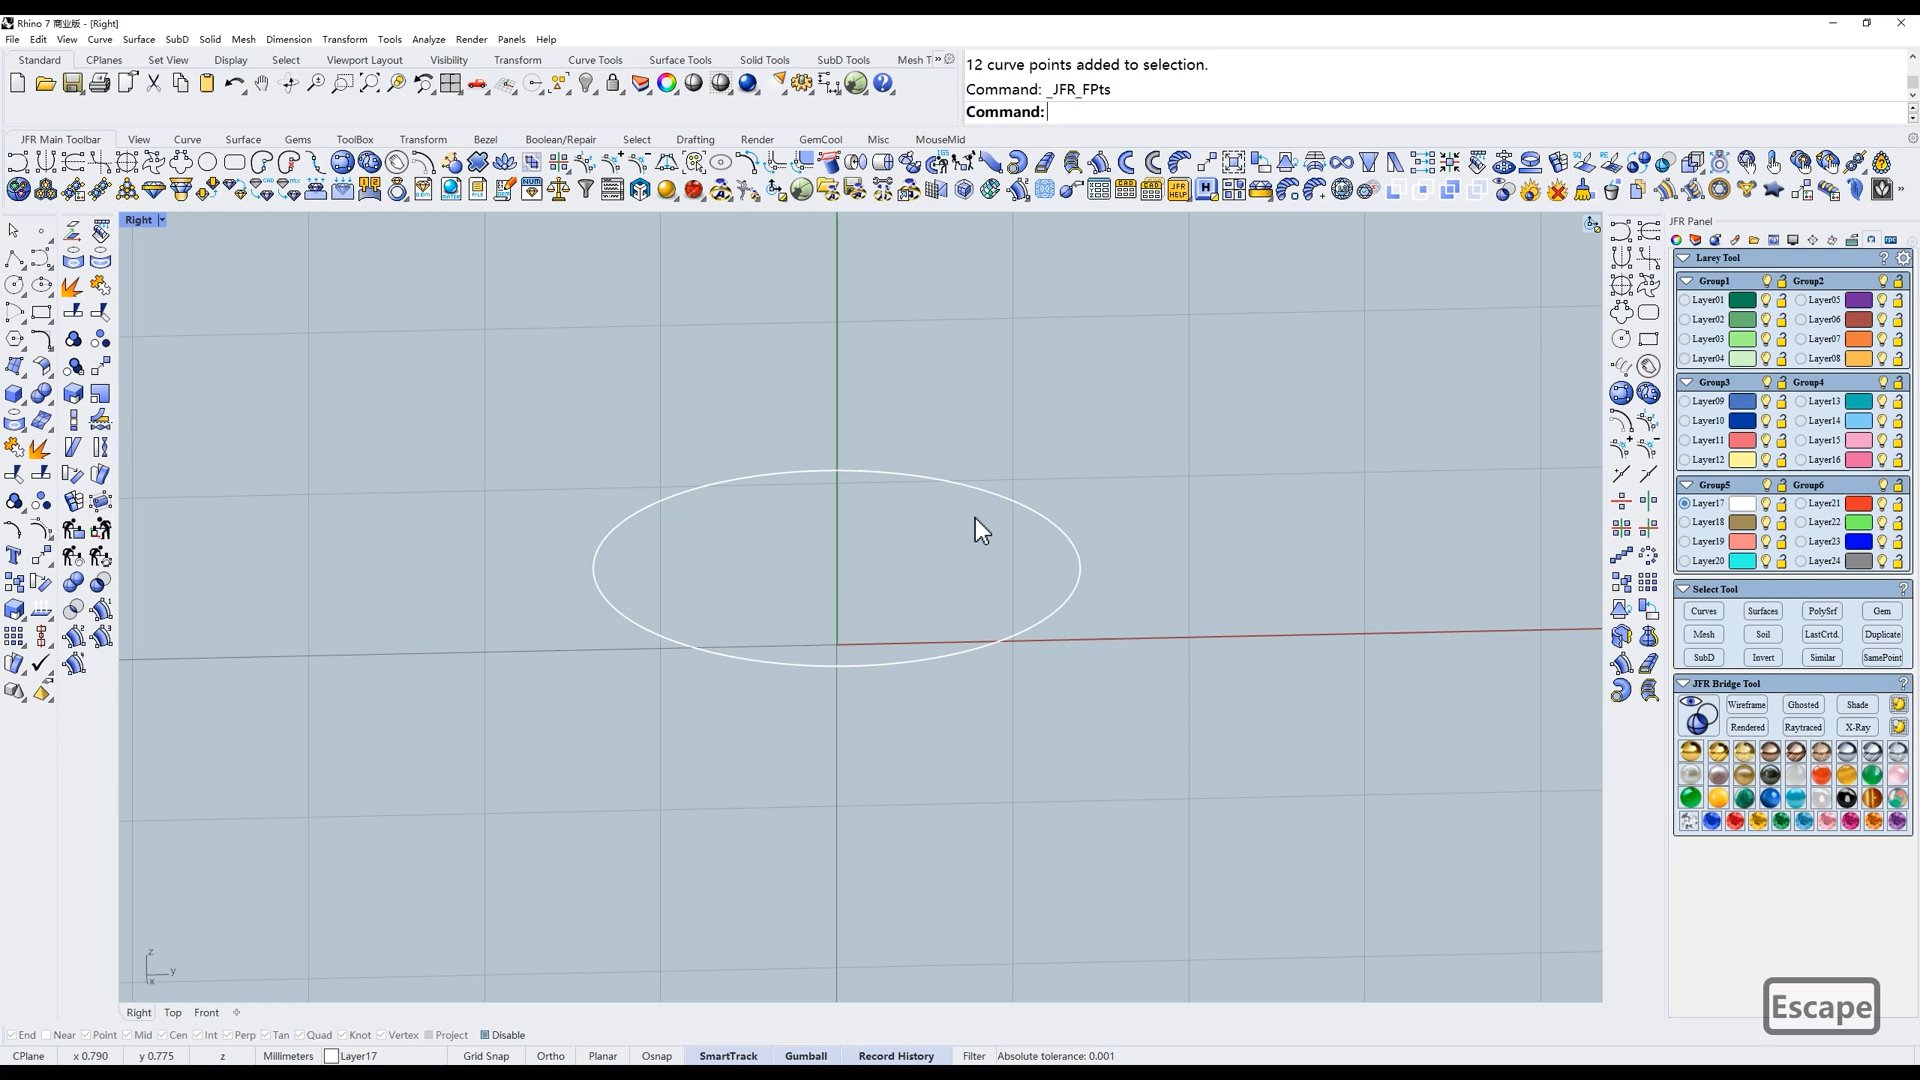 Rhino 7 商业版 - [Right]
File Edit View Curve Surface SubD Solid Mesh Dimension Transform Tools Analyze Render Panels Help
Standard CPlanes Set View Display Select Viewport Layout Visibility Transform Curve Tools Surface Tools Solid Tools SubD Tools Mesh T
12 curve points added to selection.
Command: _JFR_FPts
Command:
JFR Main Toolbar View Curve Surface Gems ToolBox Transform Bezel Boolean/Repair Select Drafting Render GemCool Misc MouseMid
Right
JFR Panel
Larey Tool
Group1 Group2
Layer01 Layer05
Layer02 Layer06
Layer03 Layer07
Layer04 Layer08
Group3 Group4
Layer09 Layer13
Layer10 Layer14
Layer11 Layer15
Layer12 Layer16
Group5 Group6
Layer17 Layer21
Layer18 Layer22
Layer19 Layer23
Layer20 Layer24
Select Tool
Curves Surfaces PolySrf Gem
Mesh Soil LastCrtd. Duplicate
SubD Invert Similar SamePoint
JFR Bridge Tool
Wireframe Ghosted Shade
Rendered Raytraced X-Ray
z
y
x
Escape
Right Top Front
End Near Point Mid Cen Int Perp Tan Quad Knot Vertex Project Disable
CPlane x 0.790 y 0.775 z Millimeters Layer17 Grid Snap Ortho Planar Osnap SmartTrack Gumball Record History Filter Absolute tolerance: 0.001